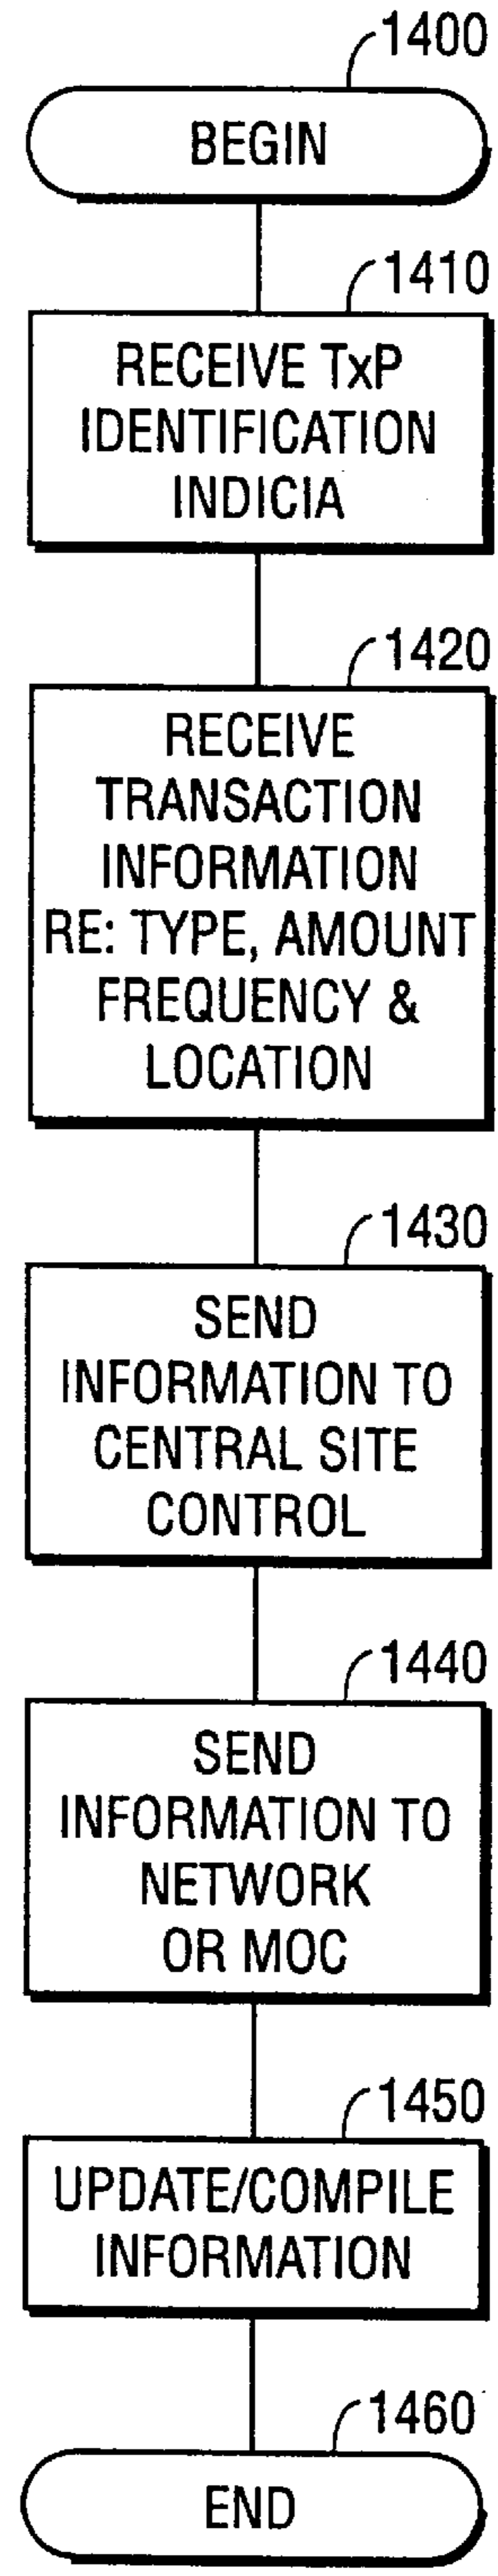 1400
BEGIN
1410
RECEIVE TxP
IDENTIFICATION
INDICIA
1420
RECEIVE
TRANSACTION
INFORMATION
RE: TYPE, AMOUNT
FREQUENCY &
LOCATION
1430
SEND
INFORMATION TO
CENTRAL SITE
CONTROL
1440
SEND
INFORMATION TO
NETWORK
OR MOC
1450
UPDATE/COMPILE
INFORMATION
1460
END